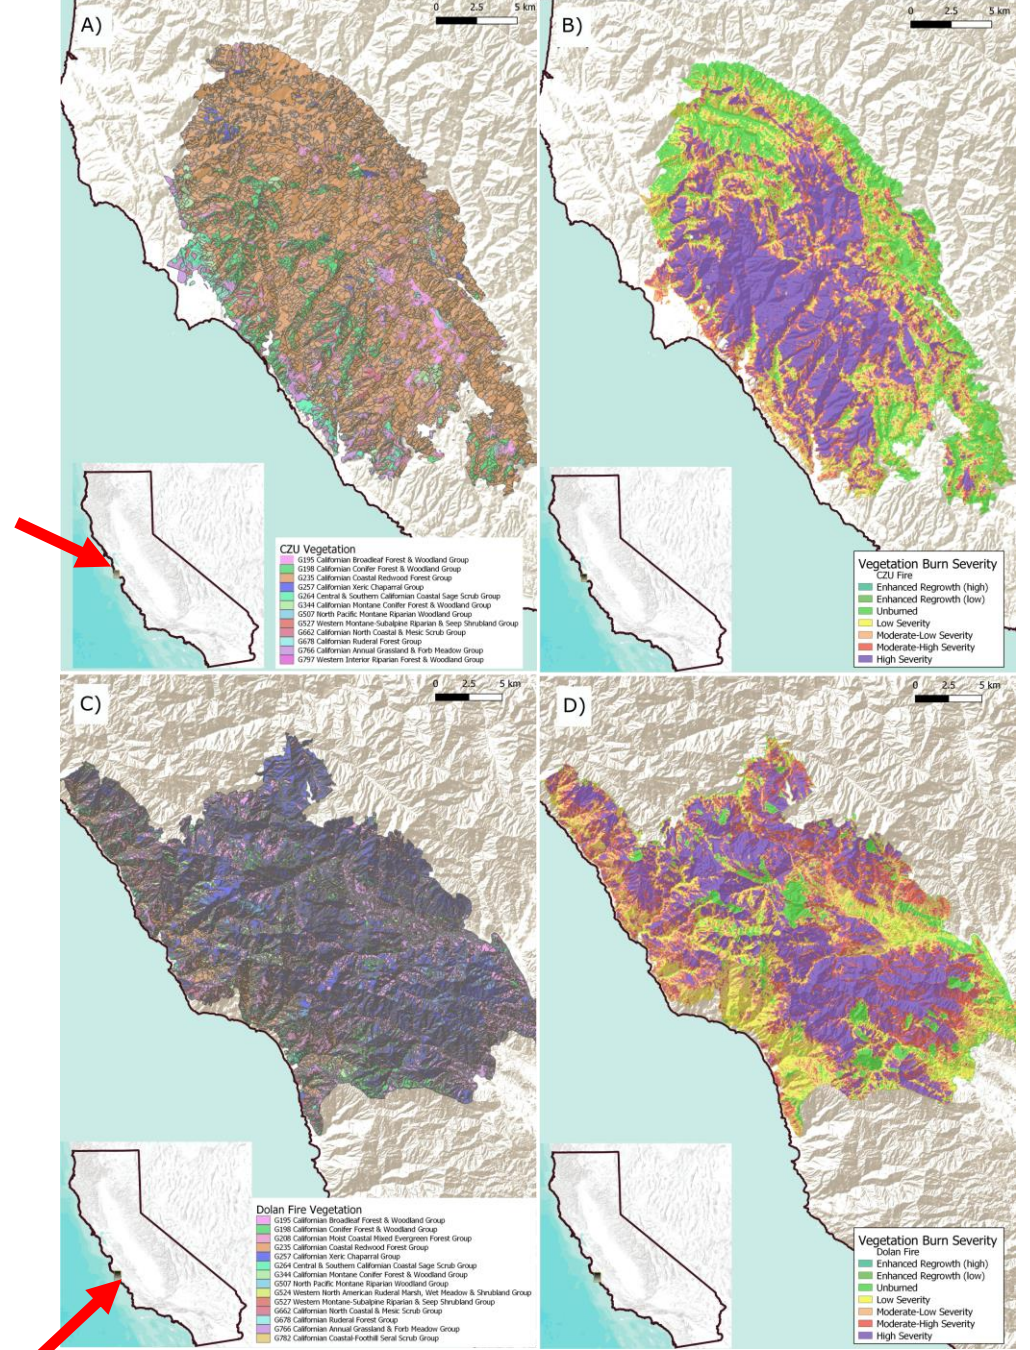 A)
0 2.5 5 km
B)
0 2.5 5 km
CZU Vegetation
G195 Californian Broadleaf Forest & Woodland Group
G198 Californian Conifer Forest & Woodland Group
G235 Californian Coastal Redwood Forest Group
G257 Californian Xeric Chaparral Group
G264 Central & Southern Californian Coastal Sage Scrub Group
G344 Californian Montane Conifer Forest & Woodland Group
G507 North Pacific Montane Riparian Woodland Group
G527 Western Montane-Subalpine Riparian & Seep Shrubland Group
G662 Californian North Coastal & Mesic Scrub Group
G678 Californian Ruderal Forest Group
G766 Californian Annual Grassland & Forb Meadow Group
G797 Western Interior Riparian Forest & Woodland Group
Vegetation Burn Severity
CZU Fire
Enhanced Regrowth (high)
Enhanced Regrowth (low)
Unburned
Low Severity
Moderate-Low Severity
Moderate-High Severity
High Severity
C)
0 2.5 5 km
D)
0 2.5 5 km
Dolan Fire Vegetation
G195 Californian Broadleaf Forest & Woodland Group
G198 Californian Conifer Forest & Woodland Group
G208 Californian Moist Coastal Mixed Evergreen Forest Group
G235 Californian Coastal Redwood Forest Group
G257 Californian Xeric Chaparral Group
G264 Central & Southern Californian Coastal Sage Scrub Group
G344 Californian Montane Conifer Forest & Woodland Group
G507 North Pacific Montane Riparian Woodland Group
G524 Western North American Ruderal Marsh, Wet Meadow & Shrubland Group
G527 Western Montane-Subalpine Riparian & Seep Shrubland Group
G662 Californian North Coastal & Mesic Scrub Group
G678 Californian Ruderal Forest Group
G766 Californian Annual Grassland & Forb Meadow Group
G782 Californian Coastal-Foothill Seral Scrub Group
Vegetation Burn Severity
Dolan Fire
Enhanced Regrowth (high)
Enhanced Regrowth (low)
Unburned
Low Severity
Moderate-Low Severity
Moderate-High Severity
High Severity